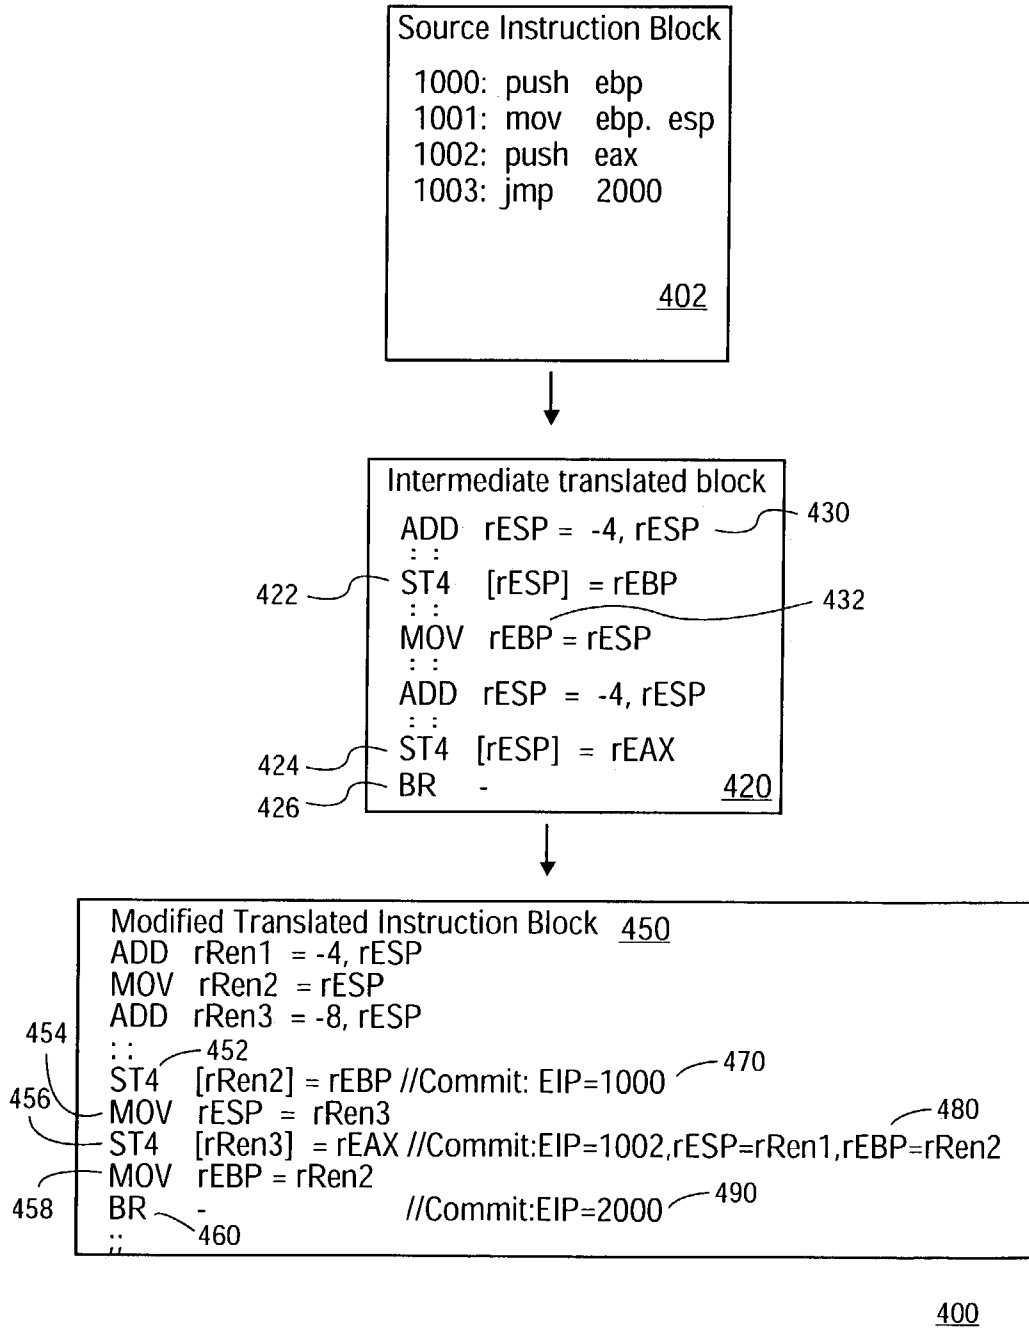 Source Instruction Block
1000: push ebp
1001: mov ebp. esp
1002: push eax
1003: jmp 2000
402
Intermediate translated block
ADD rESP = -4, rESP
430
: :
422
ST4 [rESP] = rEBP
432
: :
MOV rEBP = rESP
: :
ADD rESP = -4, rESP
: :
424
ST4 [rESP] = rEAX
426
BR -
420
Modified Translated Instruction Block 450
ADD rRen1 = -4, rESP
MOV rRen2 = rESP
ADD rRen3 = -8, rESP
454
: :
452
ST4 [rRen2] = rEBP //Commit: EIP=1000
470
456
MOV rESP = rRen3
480
ST4 [rRen3] = rEAX //Commit:EIP=1002,rESP=rRen1,rEBP=rRen2
MOV rEBP = rRen2
458
BR - //Commit:EIP=2000
490
;;
460
400